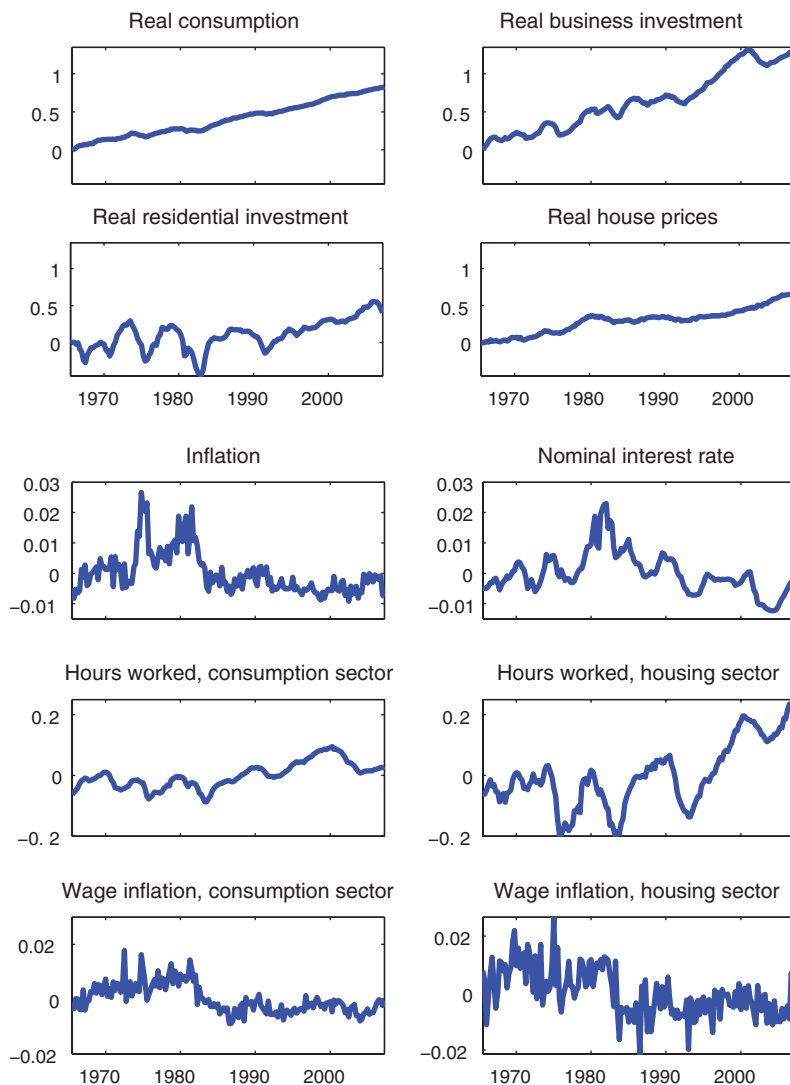 Real consumption
Real business investment
1
0.5
0
1
0.5
0
Real residential investment
Real house prices
1
0.5
0
1
0.5
0
1970 1980 1990 2000
1970 1980 1990 2000
Inflation
Nominal interest rate
0.03
0.02
0.01
0
−0.01
0.03
0.02
0.01
0
−0.01
Hours worked, consumption sector
Hours worked, housing sector
0.2
0
−0. 2
0.2
0
−0. 2
Wage inflation, consumption sector
Wage inflation, housing sector
0.02
0
−0.02
0.02
0
−0.02
1970 1980 1990 2000
1970 1980 1990 2000